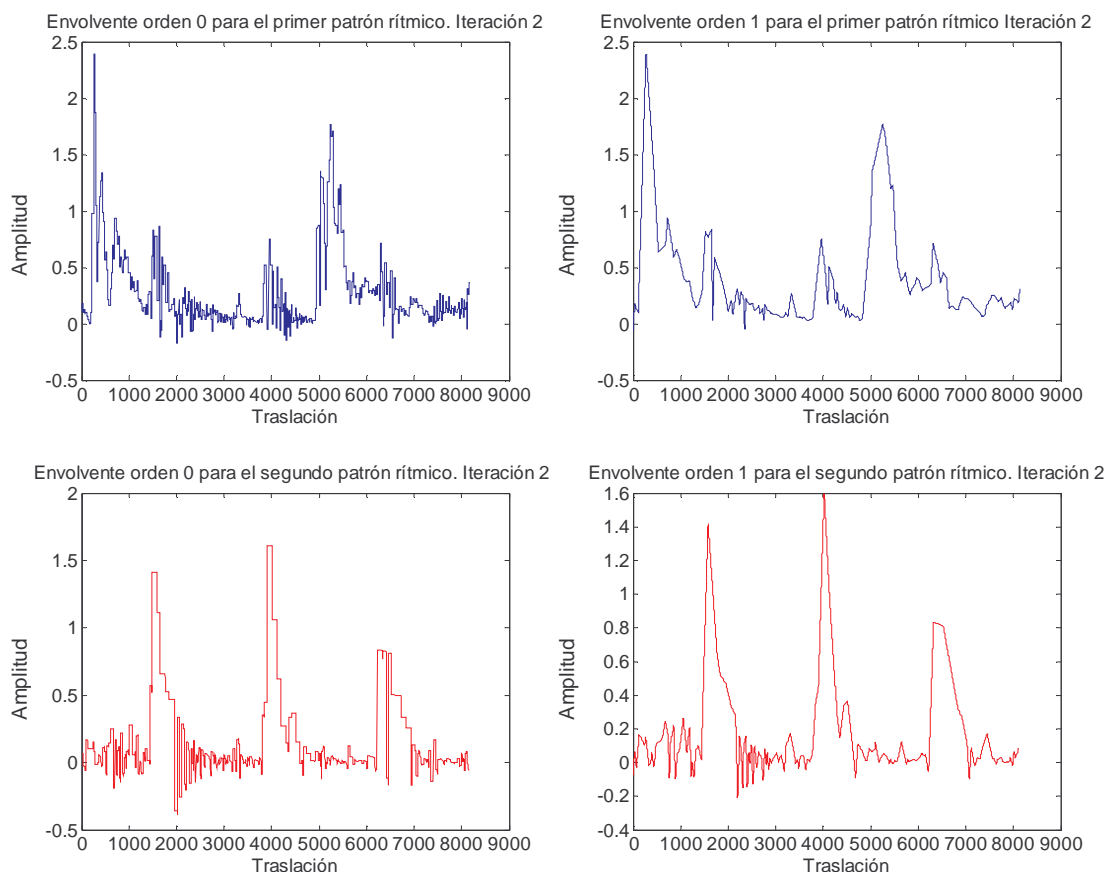 Envolvente orden 0 para el primer patrón rítmico. Iteración 2
2.5
2
1.5
1
0.5
0
-0.5
Amplitud
0 1000 2000 3000 4000 5000 6000 7000 8000 9000
Traslación
Envolvente orden 1 para el primer patrón rítmico Iteración 2
2.5
2
1.5
1
0.5
0
-0.5
Amplitud
0 1000 2000 3000 4000 5000 6000 7000 8000 9000
Traslación
Envolvente orden 0 para el segundo patrón rítmico. Iteración 2
2
1.5
1
0.5
0
-0.5
Amplitud
0 1000 2000 3000 4000 5000 6000 7000 8000 9000
Traslación
Envolvente orden 1 para el segundo patrón rítmico. Iteración 2
1.6
1.4
1.2
1
0.8
0.6
0.4
0.2
0
-0.2
-0.4
Amplitud
0 1000 2000 3000 4000 5000 6000 7000 8000 9000
Traslación